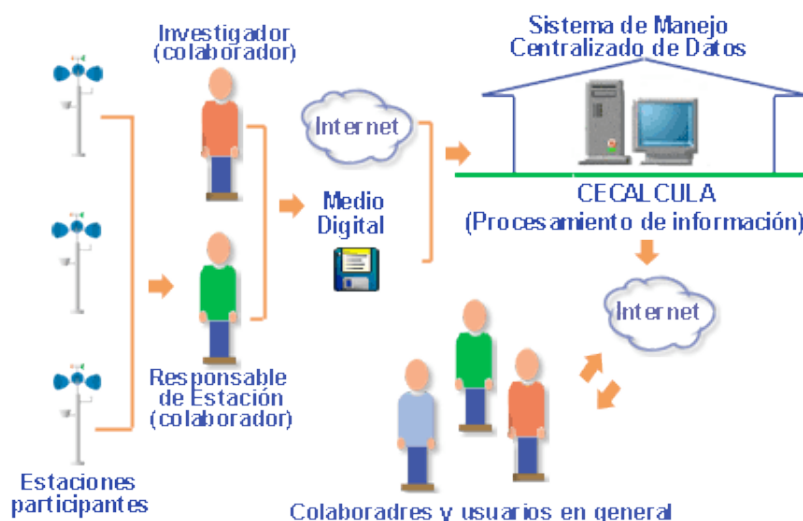 Investigador
(colaborador)
Sistema de Manejo
Centralizado de Datos
Internet
Medio
Digital
CECALCULA
(Procesamiento de información)
Internet
Responsable
de Estación
(colaborador)
Estaciones
participantes
Colaboradres y usuarios en general